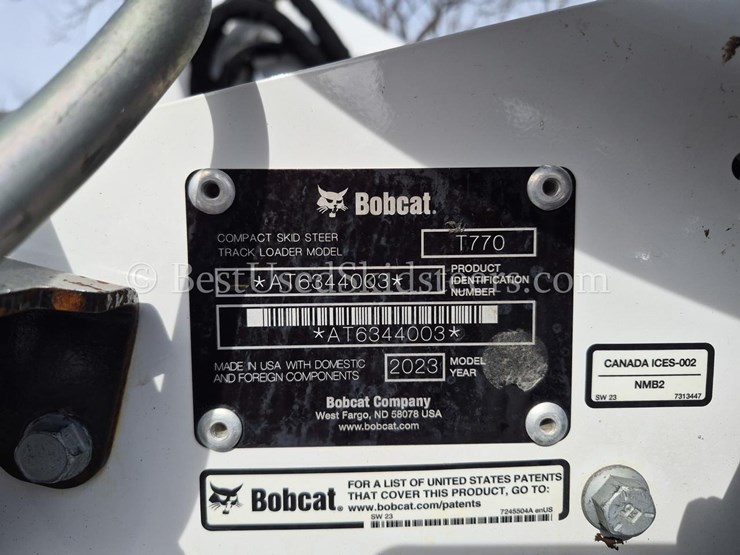 Bobcat.
COMPACT SKID STEER
TRACK LOADER MODEL
T770
*AT6344003*
PRODUCT
IDENTIFICATION
NUMBER
*AT6344003*
MADE IN USA WITH DOMESTIC
AND FOREIGN COMPONENTS
2023
MODEL
YEAR
Bobcat Company
West Fargo, ND 58078 USA
www.bobcat.com
CANADA ICES-002
NMB2
SW 23 7313447
Bobcat.
FOR A LIST OF UNITED STATES PATENTS
THAT COVER THIS PRODUCT, GO TO:
www.bobcat.com/patents
SW 23 7245504A enUS
© BestUsedSkidsteers.com